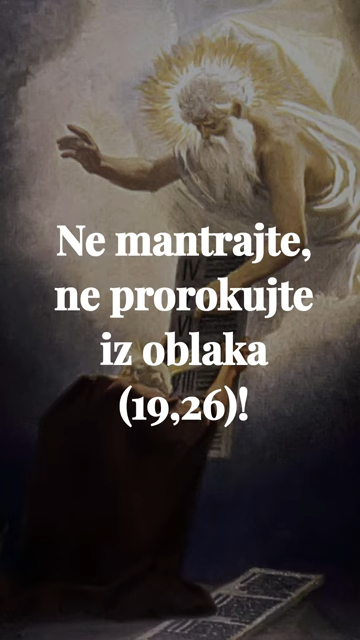 Ne mantrajte,
ne prorokujte
iz oblaka
(19,26)!